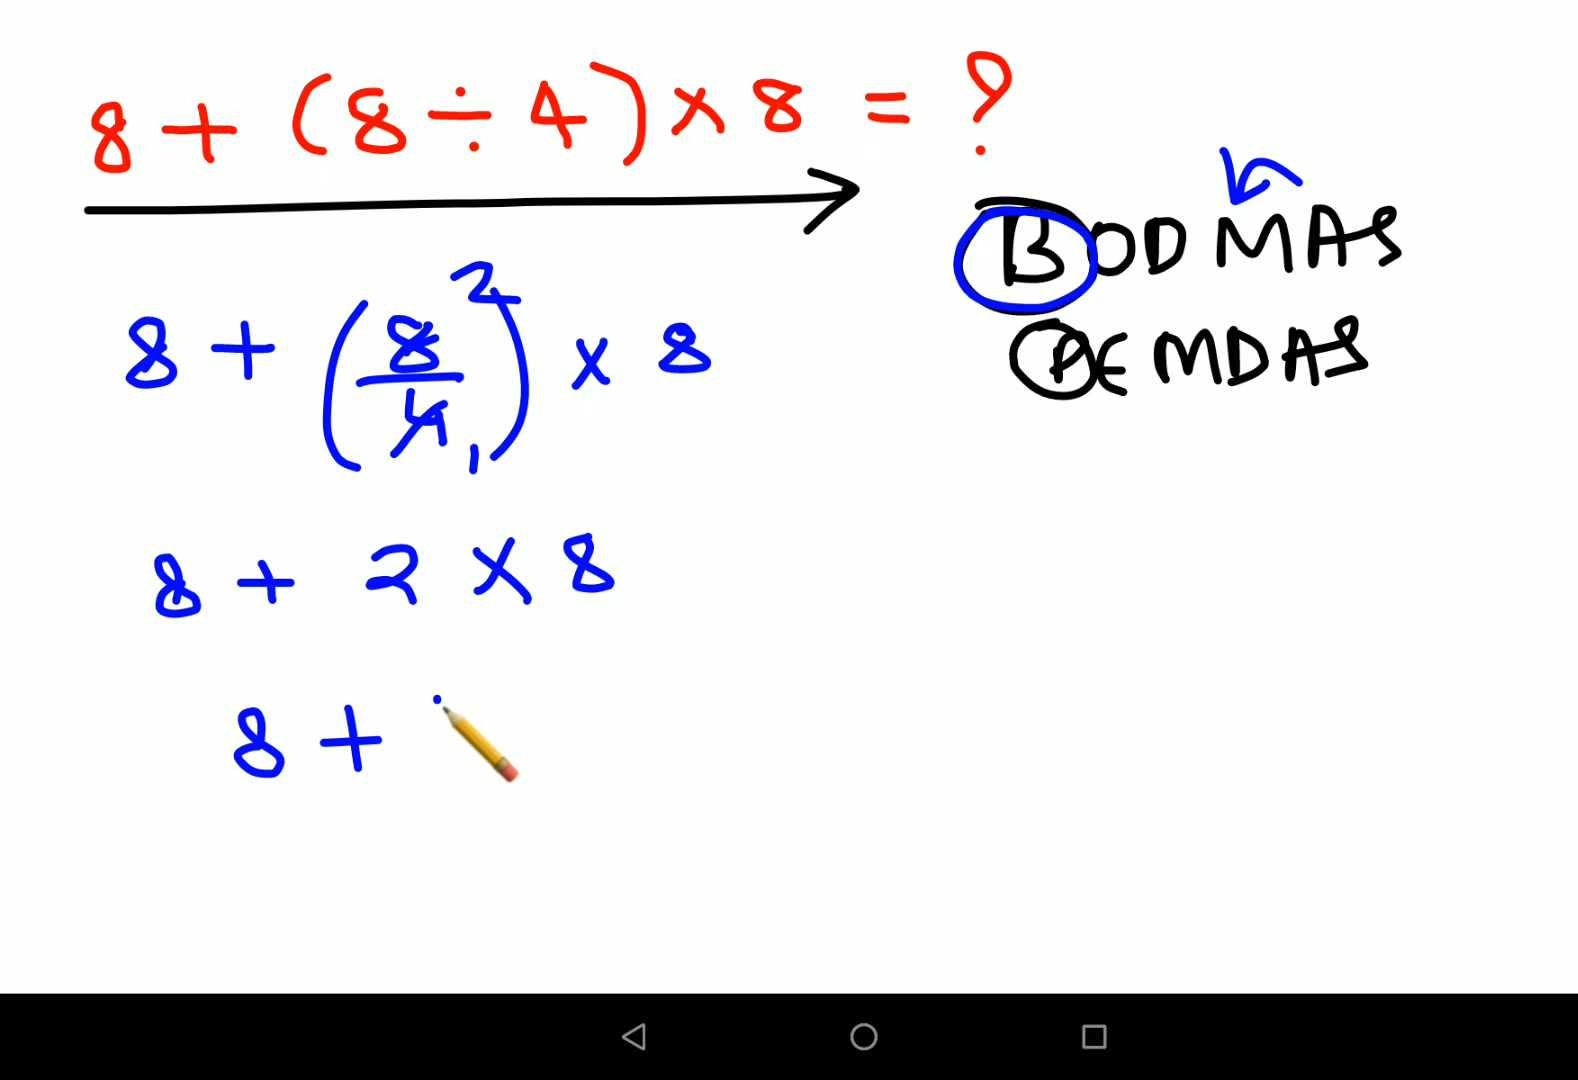 8 + (8 ÷ 4) × 8 = ?
BODMAS
PEMDAS
8 + (8/4)² ₁ × 8
8 + 2 × 8
8 +